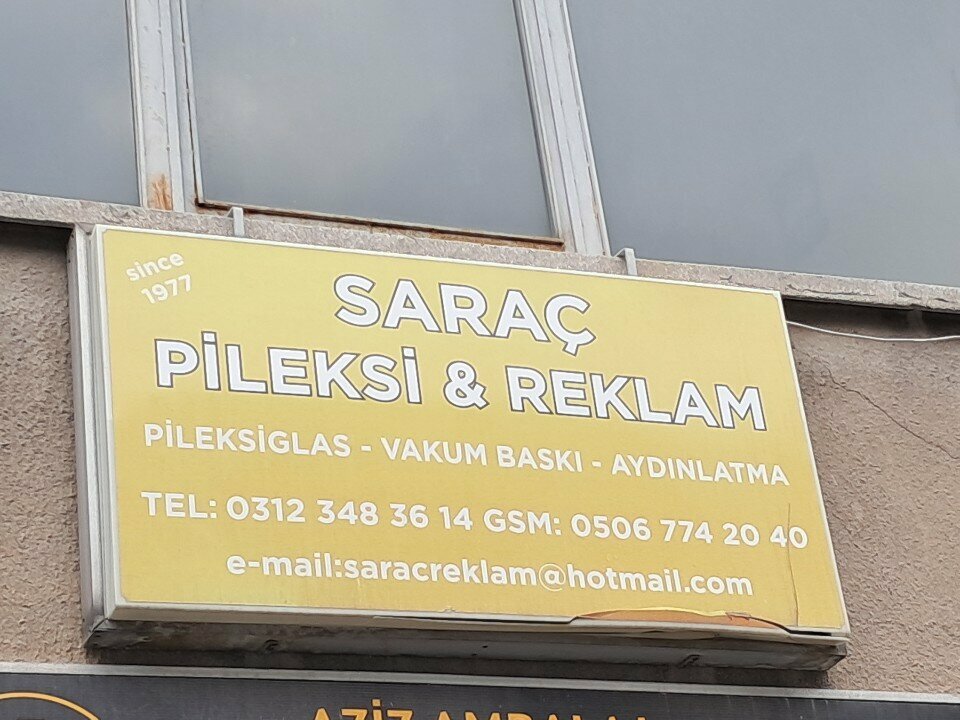 since
1977
SARAÇ
PİLEKSİ & REKLAM
PİLEKSİGLAS - VAKUM BASKI - AYDINLATMA
TEL: 0312 348 36 14 GSM: 0506 774 20 40
e-mail:saracreklam@hotmail.com
AZİZ